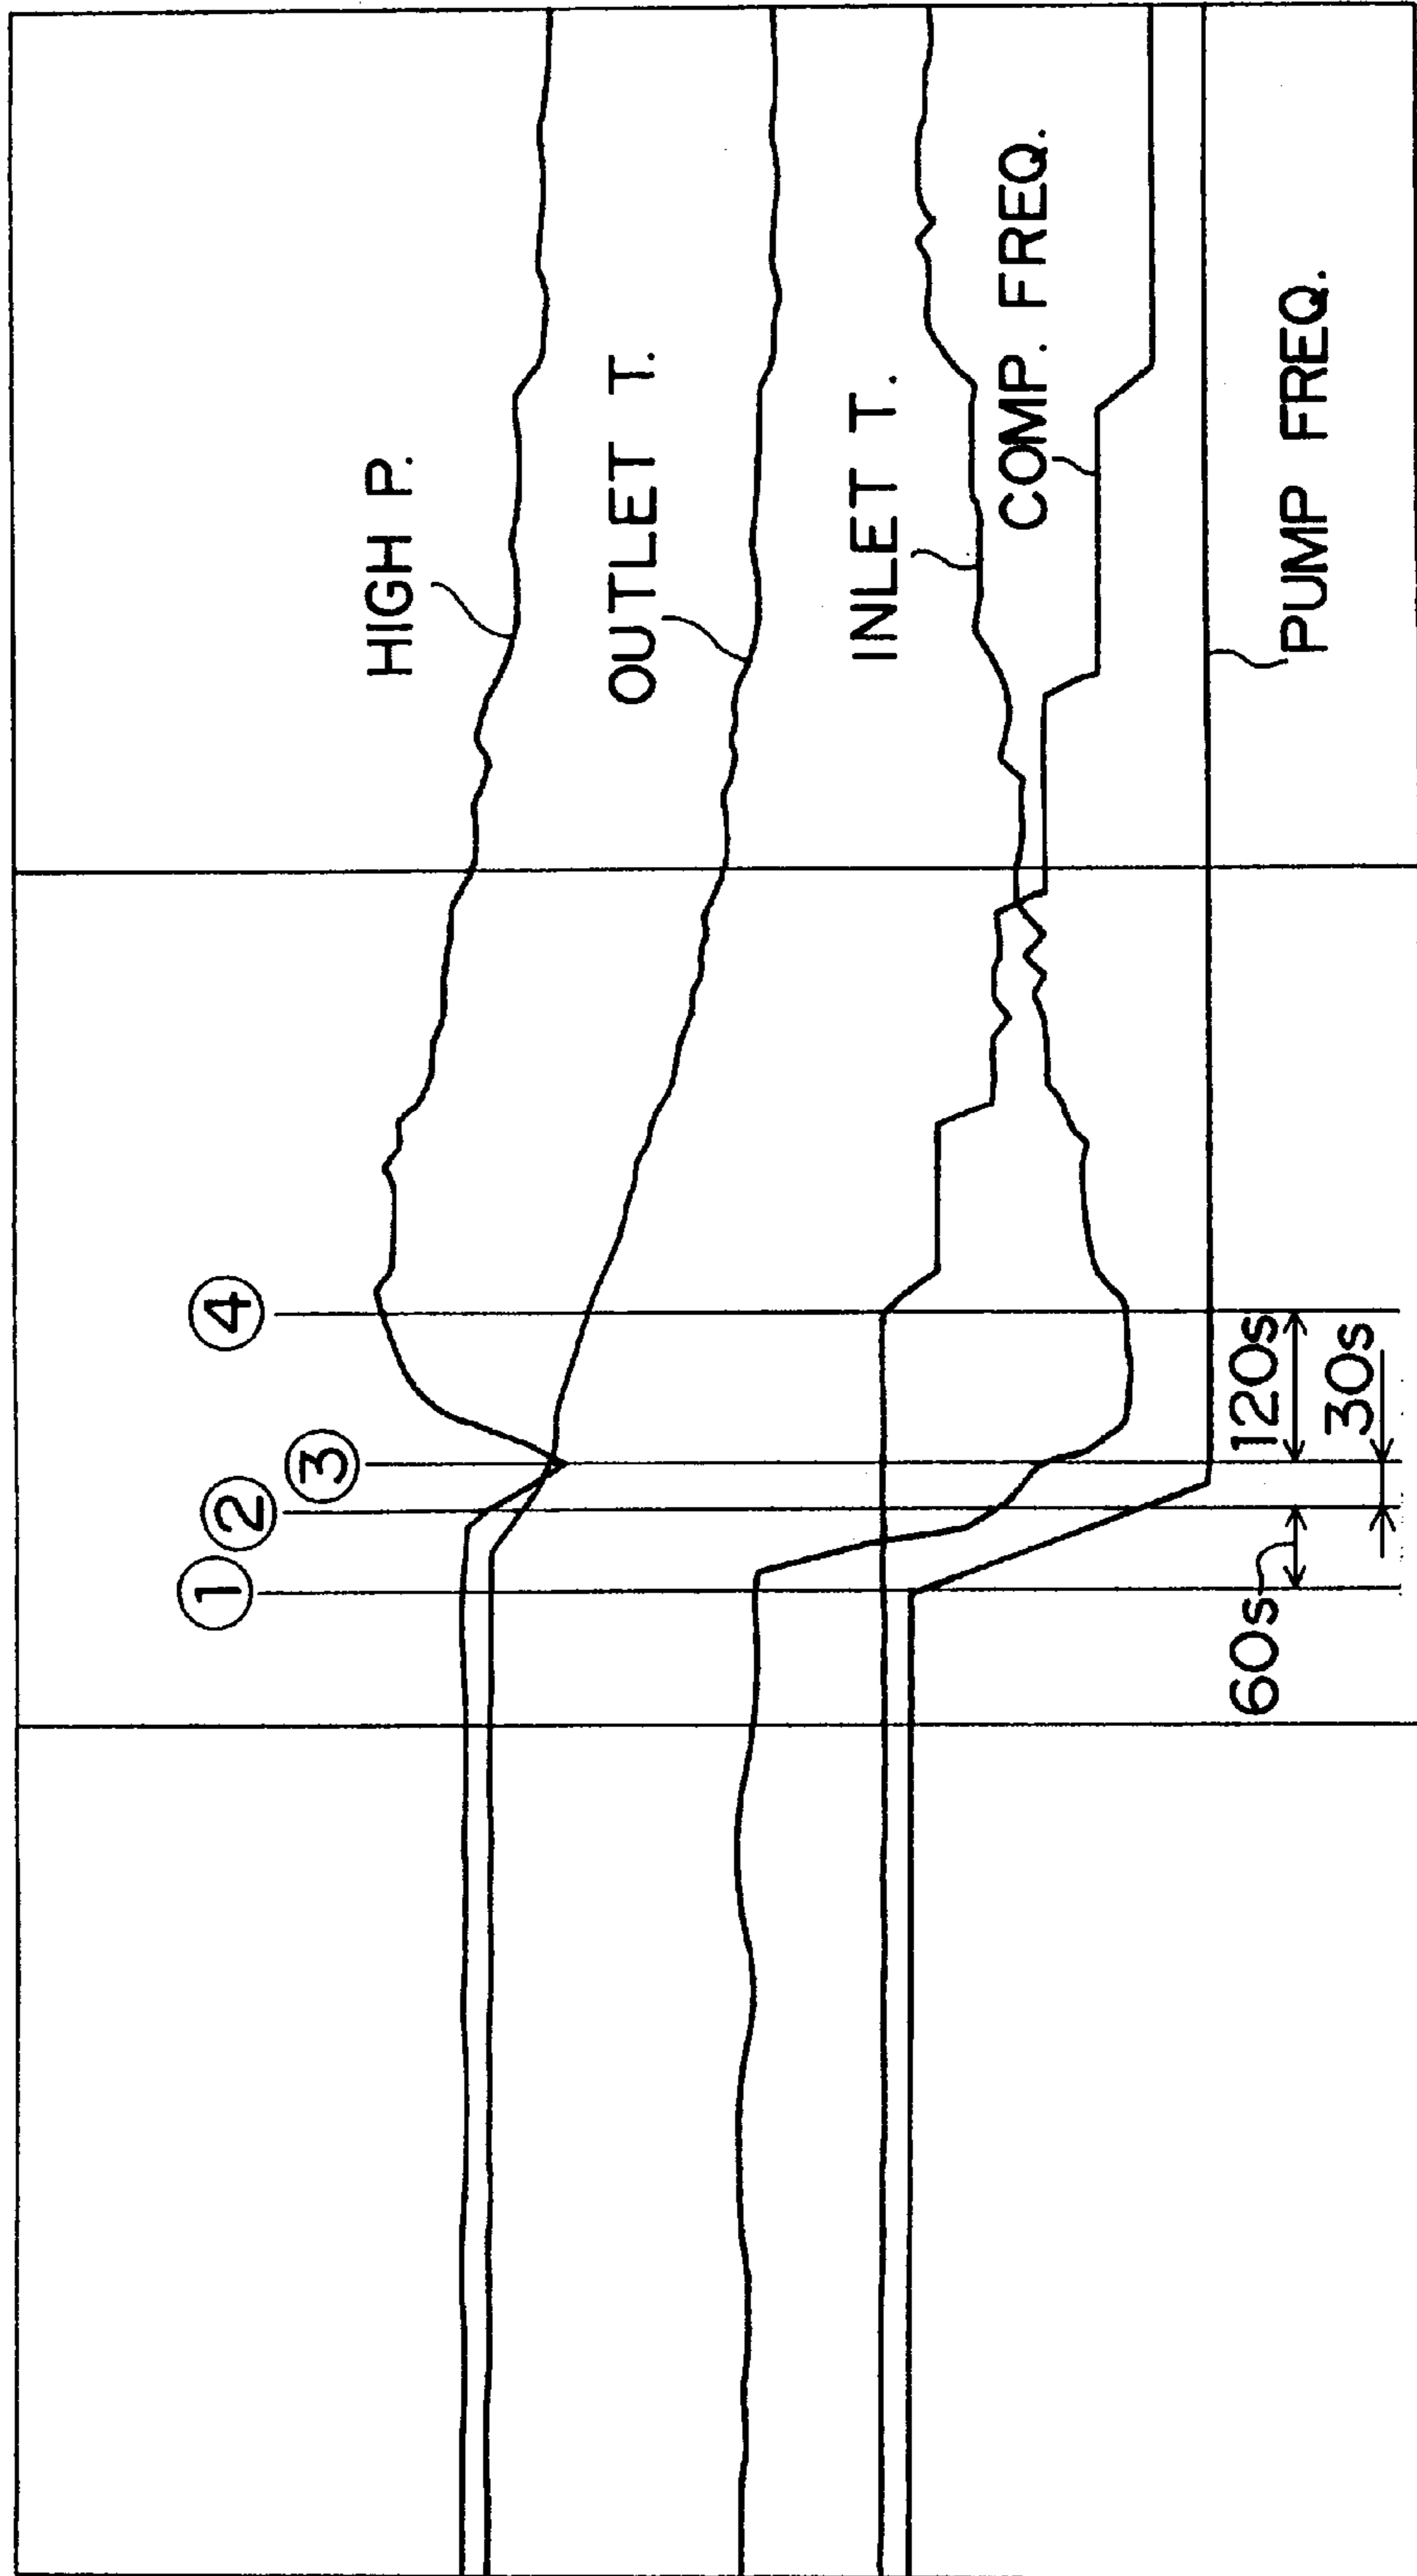 ①
②
③
④
HIGH P.
OUTLET T.
INLET T.
COMP. FREQ.
PUMP FREQ.
60s
120s
30s